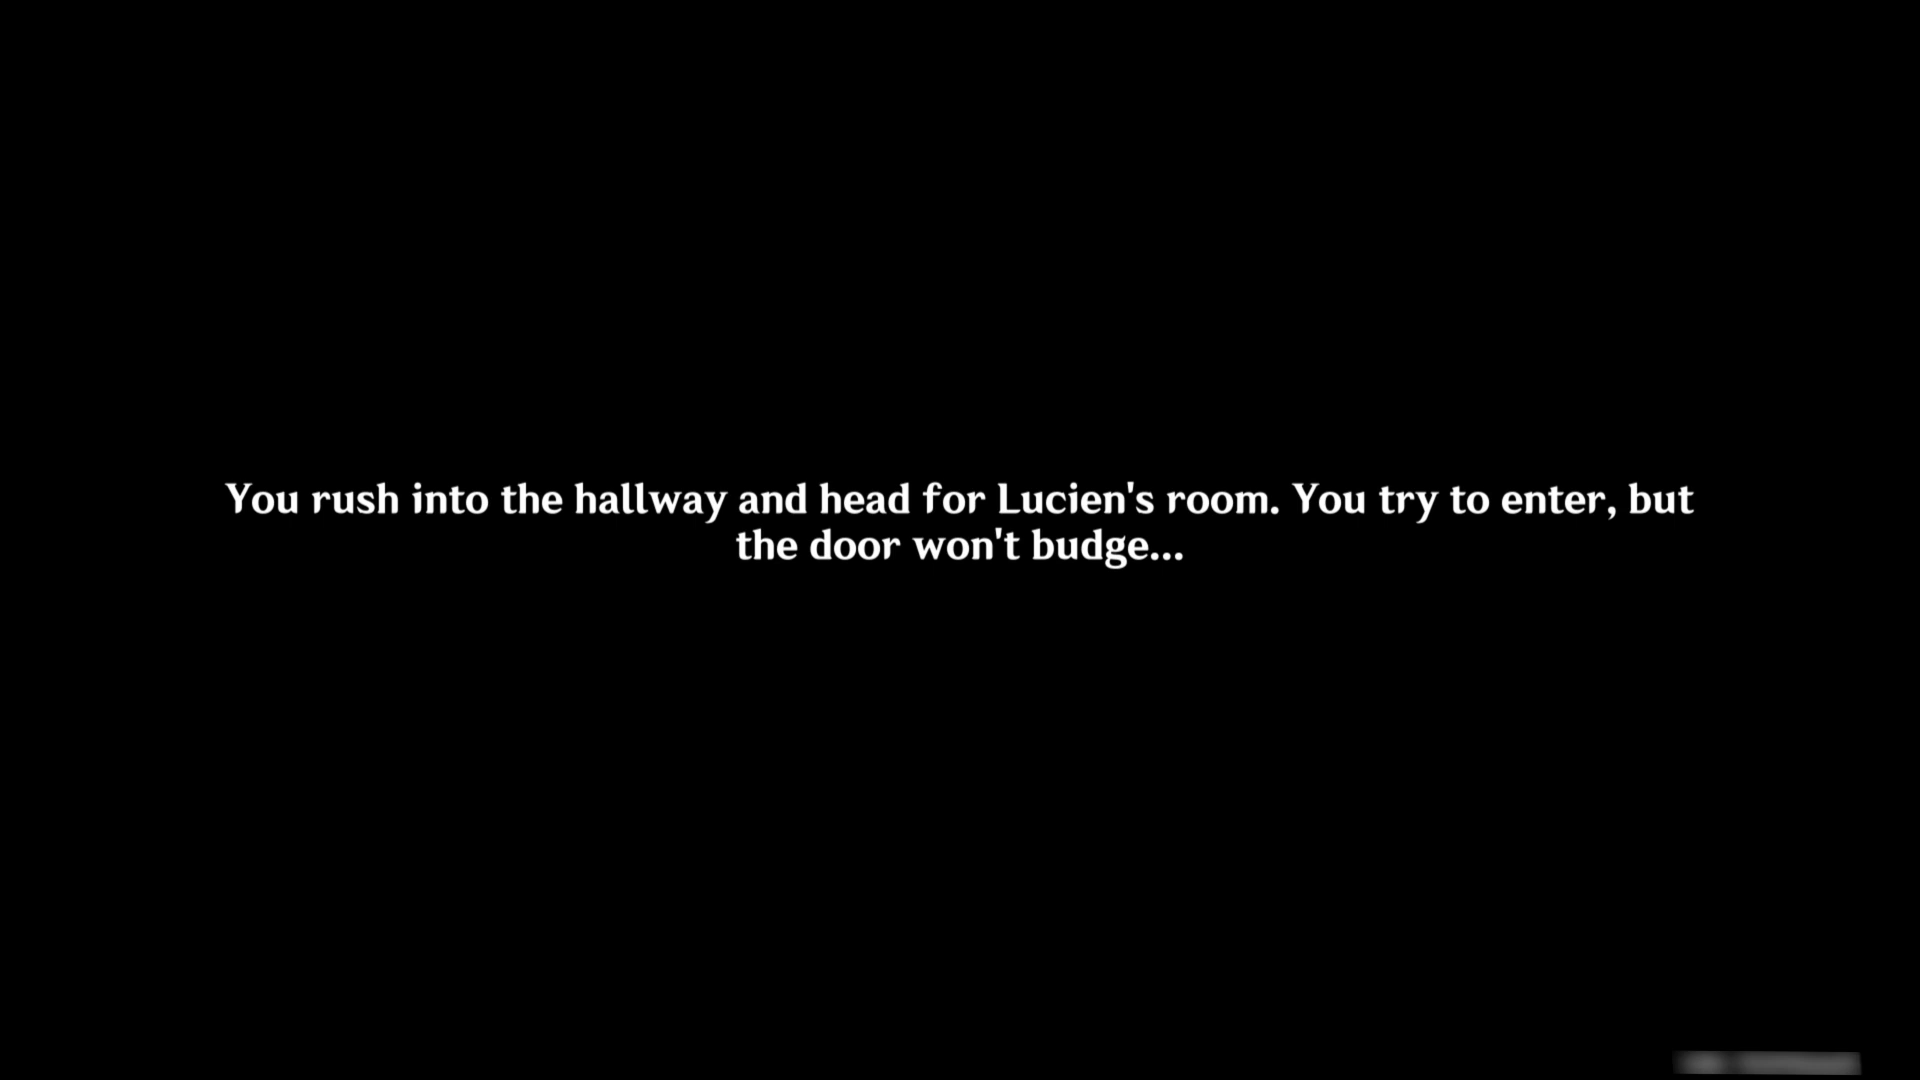 You rush into the hallway and head for Lucien's room. You try to enter, but
the door won't budge...